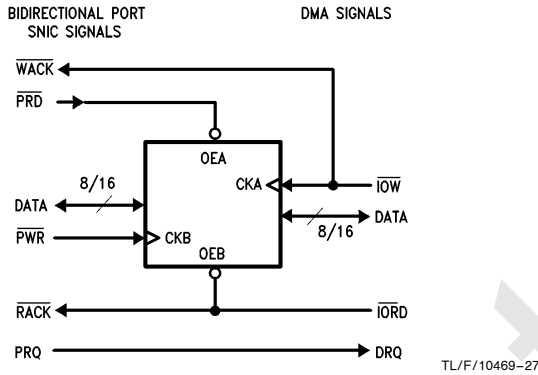 BIDIRECTIONAL PORT
SNIC SIGNALS
DMA SIGNALS
WACK
PRD
OEA
CKA
IOW
8/16
DATA
DATA
8/16
PWR
CKB
OEB
RACK
IORD
PRQ
DRQ
TL/F/10469–27